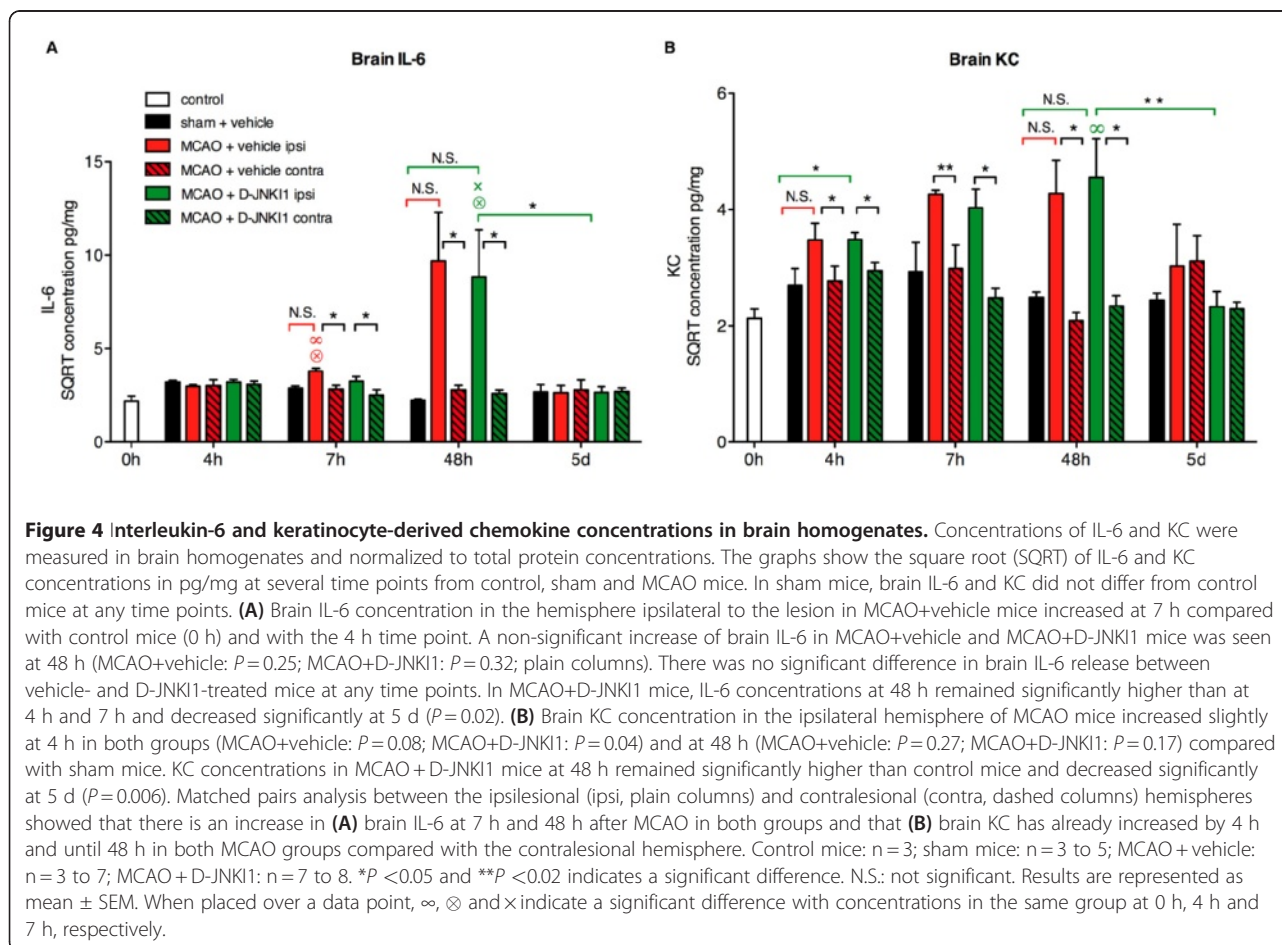 A
Brain IL-6
control
sham + vehicle
MCAO + vehicle ipsi
MCAO + vehicle contra
MCAO + D-JNKI1 ipsi
MCAO + D-JNKI1 contra
IL-6
SQRT concentration pg/mg
15
10
5
0
N.S.
* *
∞
⊗
N.S.
N.S.
×
⊗
*
* *
0h 4h 7h 48h 5d
B
Brain KC
KC
SQRT concentration pg/mg
6
4
2
0
*
N.S. * *
** *
N.S.
**
N.S. * ∞ *
0h 4h 7h 48h 5d
Figure 4 Interleukin-6 and keratinocyte-derived chemokine concentrations in brain homogenates. Concentrations of IL-6 and KC were
measured in brain homogenates and normalized to total protein concentrations. The graphs show the square root (SQRT) of IL-6 and KC
concentrations in pg/mg at several time points from control, sham and MCAO mice. In sham mice, brain IL-6 and KC did not differ from control
mice at any time points. (A) Brain IL-6 concentration in the hemisphere ipsilateral to the lesion in MCAO+vehicle mice increased at 7 h compared
with control mice (0 h) and with the 4 h time point. A non-significant increase of brain IL-6 in MCAO+vehicle and MCAO+D-JNKI1 mice was seen
at 48 h (MCAO+vehicle: P = 0.25; MCAO+D-JNKI1: P = 0.32; plain columns). There was no significant difference in brain IL-6 release between
vehicle- and D-JNKI1-treated mice at any time points. In MCAO+D-JNKI1 mice, IL-6 concentrations at 48 h remained significantly higher than at
4 h and 7 h and decreased significantly at 5 d (P = 0.02). (B) Brain KC concentration in the ipsilateral hemisphere of MCAO mice increased slightly
at 4 h in both groups (MCAO+vehicle: P = 0.08; MCAO+D-JNKI1: P = 0.04) and at 48 h (MCAO+vehicle: P = 0.27; MCAO+D-JNKI1: P = 0.17) compared
with sham mice. KC concentrations in MCAO + D-JNKI1 mice at 48 h remained significantly higher than control mice and decreased significantly
at 5 d (P = 0.006). Matched pairs analysis between the ipsilesional (ipsi, plain columns) and contralesional (contra, dashed columns) hemispheres
showed that there is an increase in (A) brain IL-6 at 7 h and 48 h after MCAO in both groups and that (B) brain KC has already increased by 4 h
and until 48 h in both MCAO groups compared with the contralesional hemisphere. Control mice: n = 3; sham mice: n = 3 to 5; MCAO + vehicle:
n = 3 to 7; MCAO + D-JNKI1: n = 7 to 8. *P <0.05 and **P <0.02 indicates a significant difference. N.S.: not significant. Results are represented as
mean ± SEM. When placed over a data point, ∞, ⊗ and × indicate a significant difference with concentrations in the same group at 0 h, 4 h and
7 h, respectively.